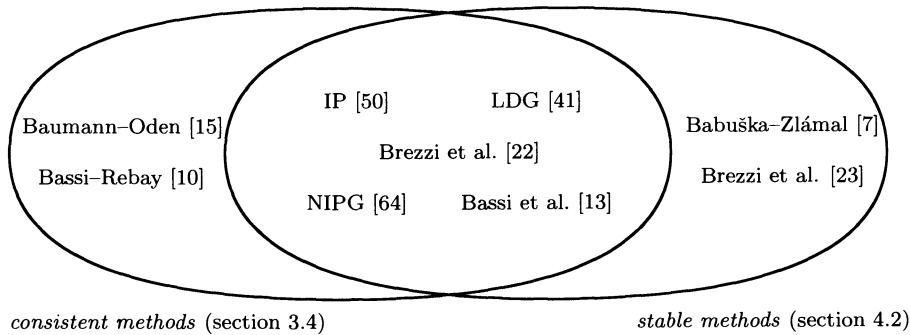 IP [50] LDG [41]
Baumann–Oden [15] Babuška–Zlámal [7]
Brezzi et al. [22]
Bassi–Rebay [10] Brezzi et al. [23]
NIPG [64] Bassi et al. [13]
consistent methods (section 3.4) stable methods (section 4.2)